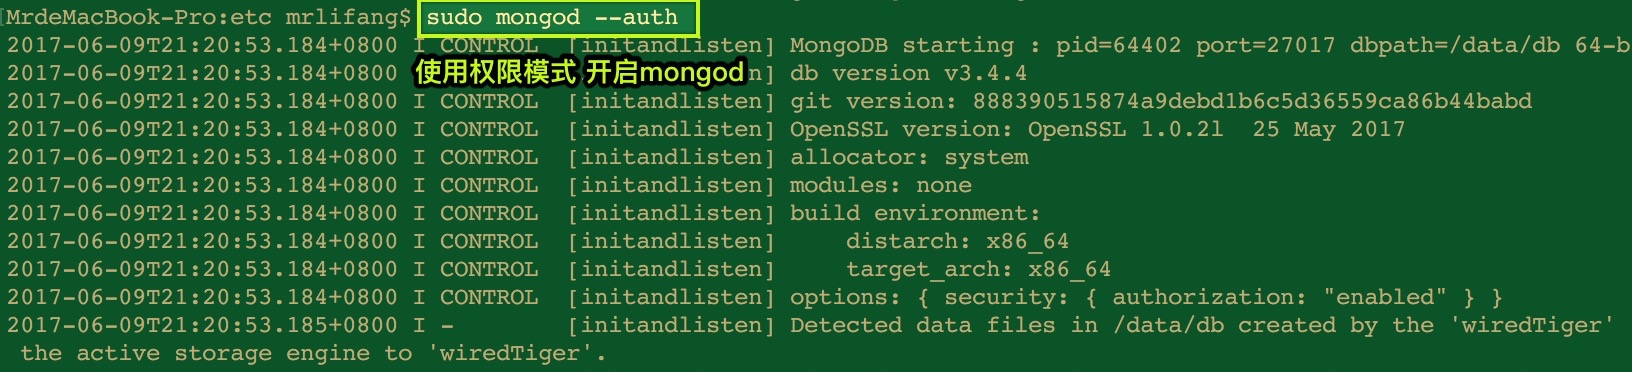 MrdeMacBook-Pro:etc mrlifang$ sudo mongod --auth
2017-06-09T21:20:53.184+0800 I CONTROL [initandlisten] MongoDB starting : pid=64402 port=27017 dbpath=/data/db 64-b
使用权限模式 开启mongod
2017-06-09T21:20:53.184+0800 I db version v3.4.4
2017-06-09T21:20:53.184+0800 I CONTROL [initandlisten] git version: 888390515874a9debd1b6c5d36559ca86b44babd
2017-06-09T21:20:53.184+0800 I CONTROL [initandlisten] OpenSSL version: OpenSSL 1.0.2l 25 May 2017
2017-06-09T21:20:53.184+0800 I CONTROL [initandlisten] allocator: system
2017-06-09T21:20:53.184+0800 I CONTROL [initandlisten] modules: none
2017-06-09T21:20:53.184+0800 I CONTROL [initandlisten] build environment:
2017-06-09T21:20:53.184+0800 I CONTROL [initandlisten] distarch: x86_64
2017-06-09T21:20:53.184+0800 I CONTROL [initandlisten] target_arch: x86_64
2017-06-09T21:20:53.184+0800 I CONTROL [initandlisten] options: { security: { authorization: "enabled" } }
2017-06-09T21:20:53.185+0800 I - [initandlisten] Detected data files in /data/db created by the 'wiredTiger'
the active storage engine to 'wiredTiger'.